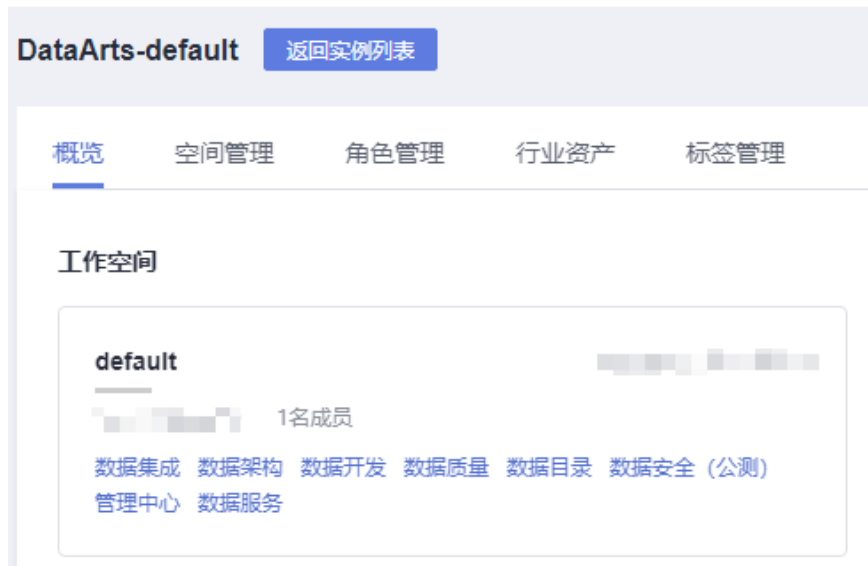 DataArts-default 返回实例列表
概览 空间管理 角色管理 行业资产 标签管理
工作空间
default
1名成员
数据集成 数据架构 数据开发 数据质量 数据目录 数据安全（公测）
管理中心 数据服务